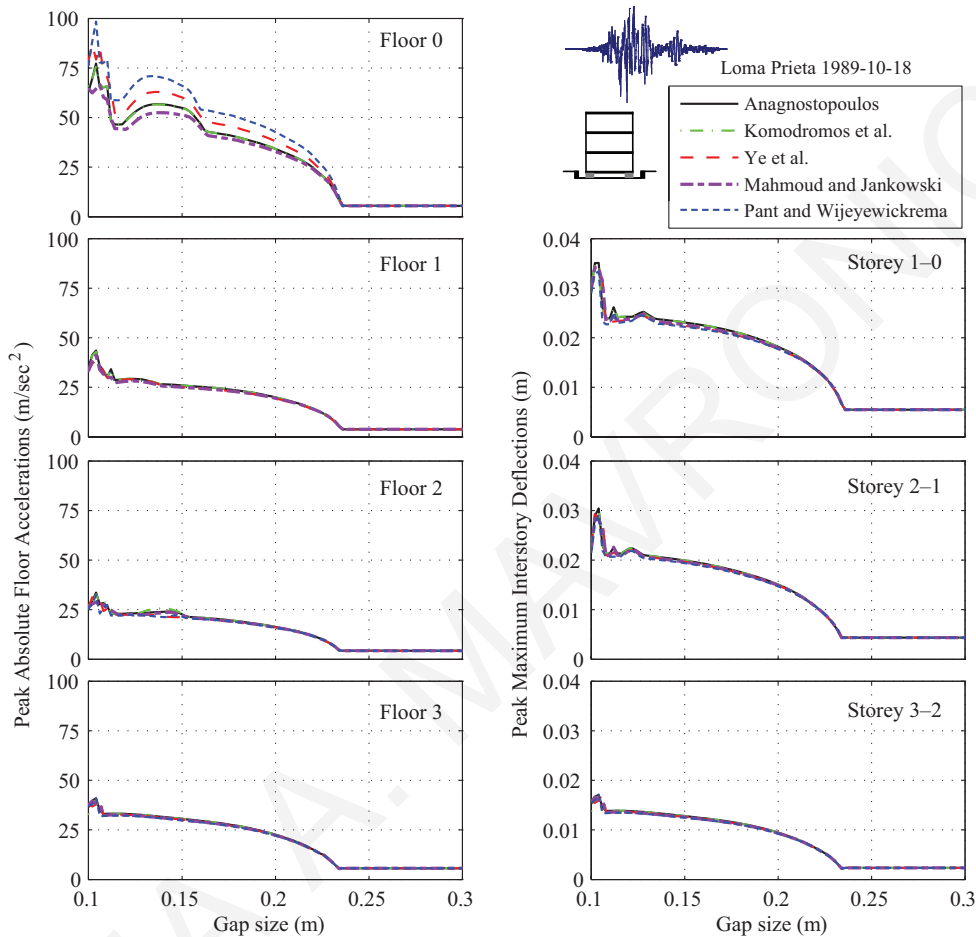 Floor 0
100
75
50
25
0
Loma Prieta 1989-10-18
Anagnostopoulos
Komodromos et al.
Ye et al.
Mahmoud and Jankowski
Pant and Wijeyewickrema
Floor 1
100
75
50
25
0
Storey 1–0
0.04
0.03
0.02
0.01
0
Floor 2
100
75
50
25
0
Storey 2–1
0.04
0.03
0.02
0.01
0
Floor 3
100
75
50
25
0
Storey 3–2
0.04
0.03
0.02
0.01
0
Peak Absolute Floor Accelerations (m/sec²)
Peak Maximum Interstory Deflections (m)
0.1 0.15 0.2 0.25 0.3
Gap size (m)
0.1 0.15 0.2 0.25 0.3
Gap size (m)
A A. MAVRONIC